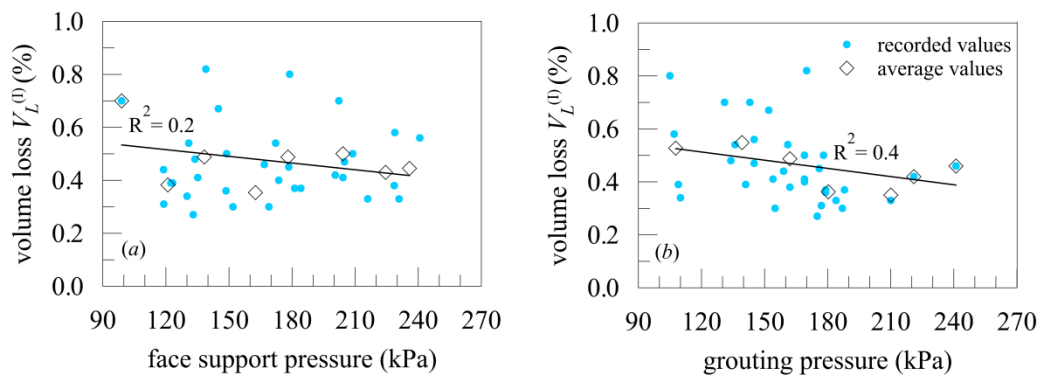 volume loss V_L^(1) (%)
1.0
0.8
0.6
0.4
0.2
0.0
R² = 0.2
(a)
90 120 150 180 210 240 270
face support pressure (kPa)
volume loss V_L^(1) (%)
1.0
0.8
0.6
0.4
0.2
0.0
recorded values
average values
R² = 0.4
(b)
90 120 150 180 210 240 270
grouting pressure (kPa)